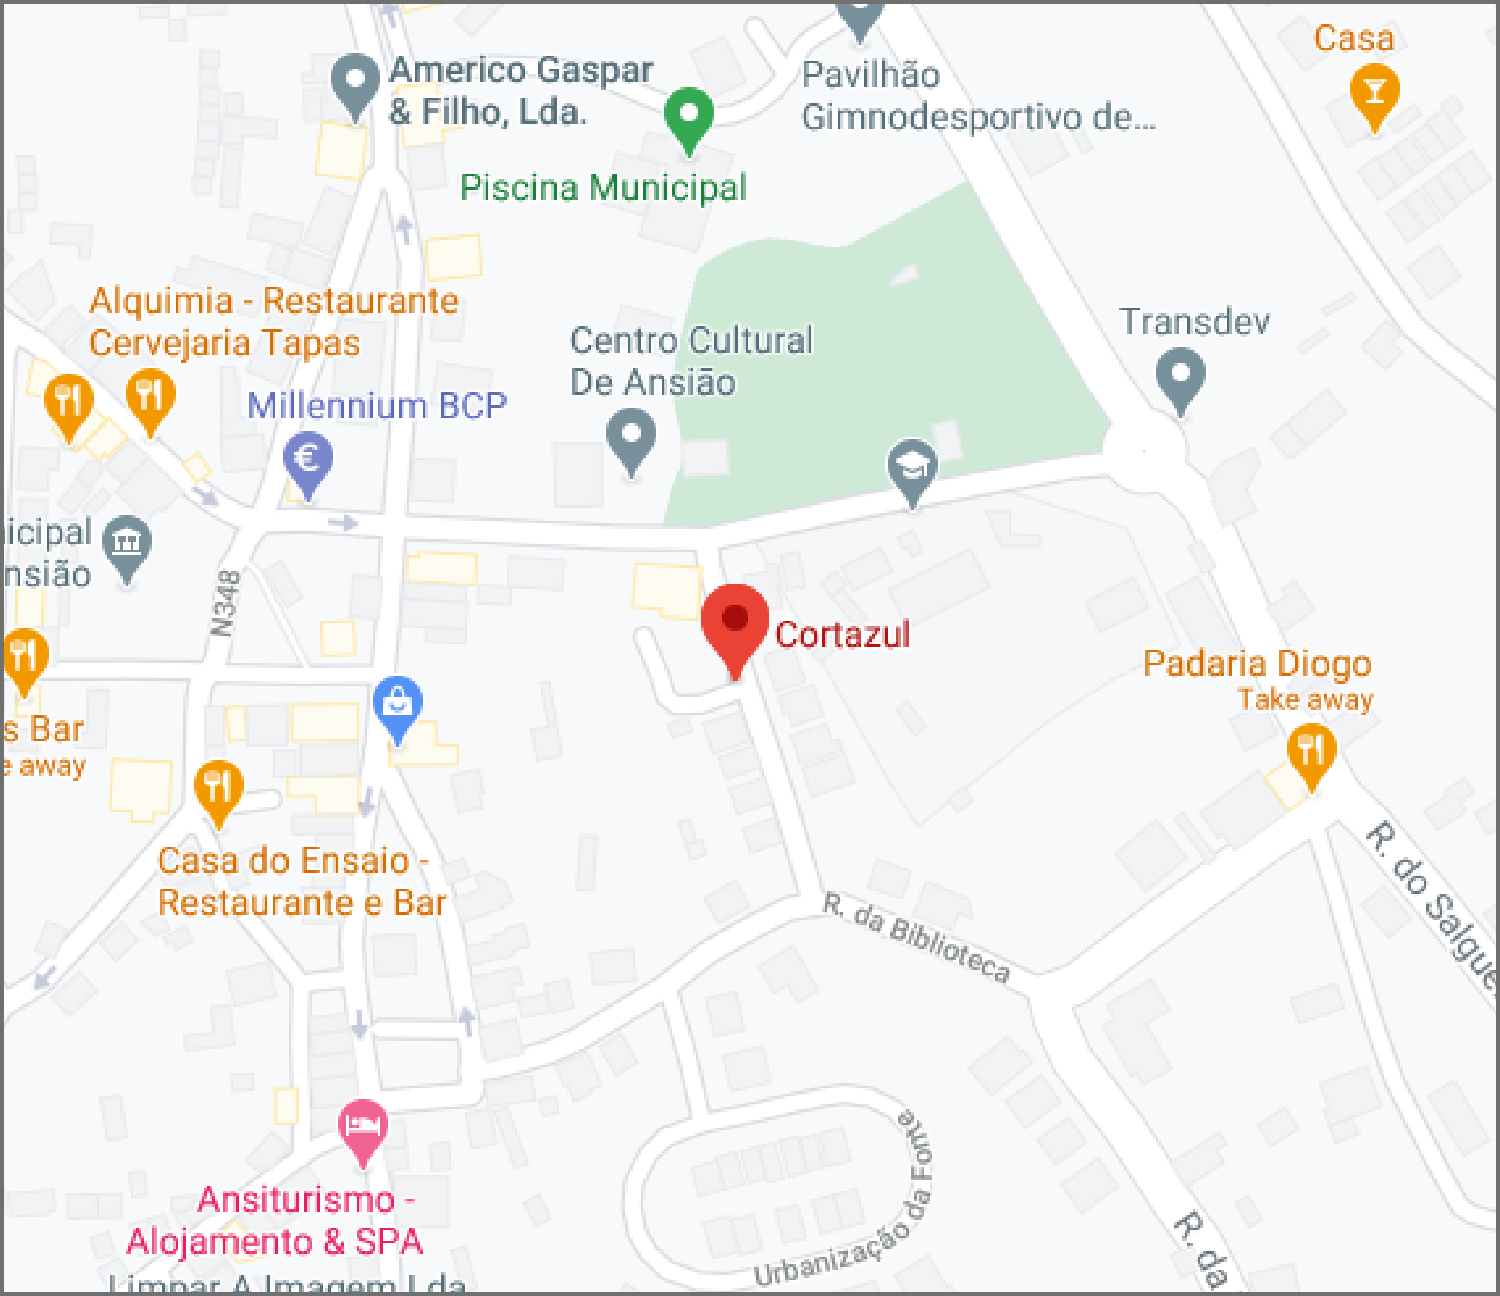 Casa
Americo Gaspar
& Filho, Lda.
Pavilhão
Gimnodesportivo de...
Piscina Municipal
Alquimia - Restaurante
Cervejaria Tapas
Transdev
Centro Cultural
De Ansião
Millennium BCP
€
icipal
nsião
N348
Cortazul
Padaria Diogo
Take away
s Bar
e away
Casa do Ensaio -
Restaurante e Bar
R. da Biblioteca
R. do Salgue
Urbanização da Fonte
Ansiturismo -
Alojamento & SPA
R. da
Limpar A Imagem Lda